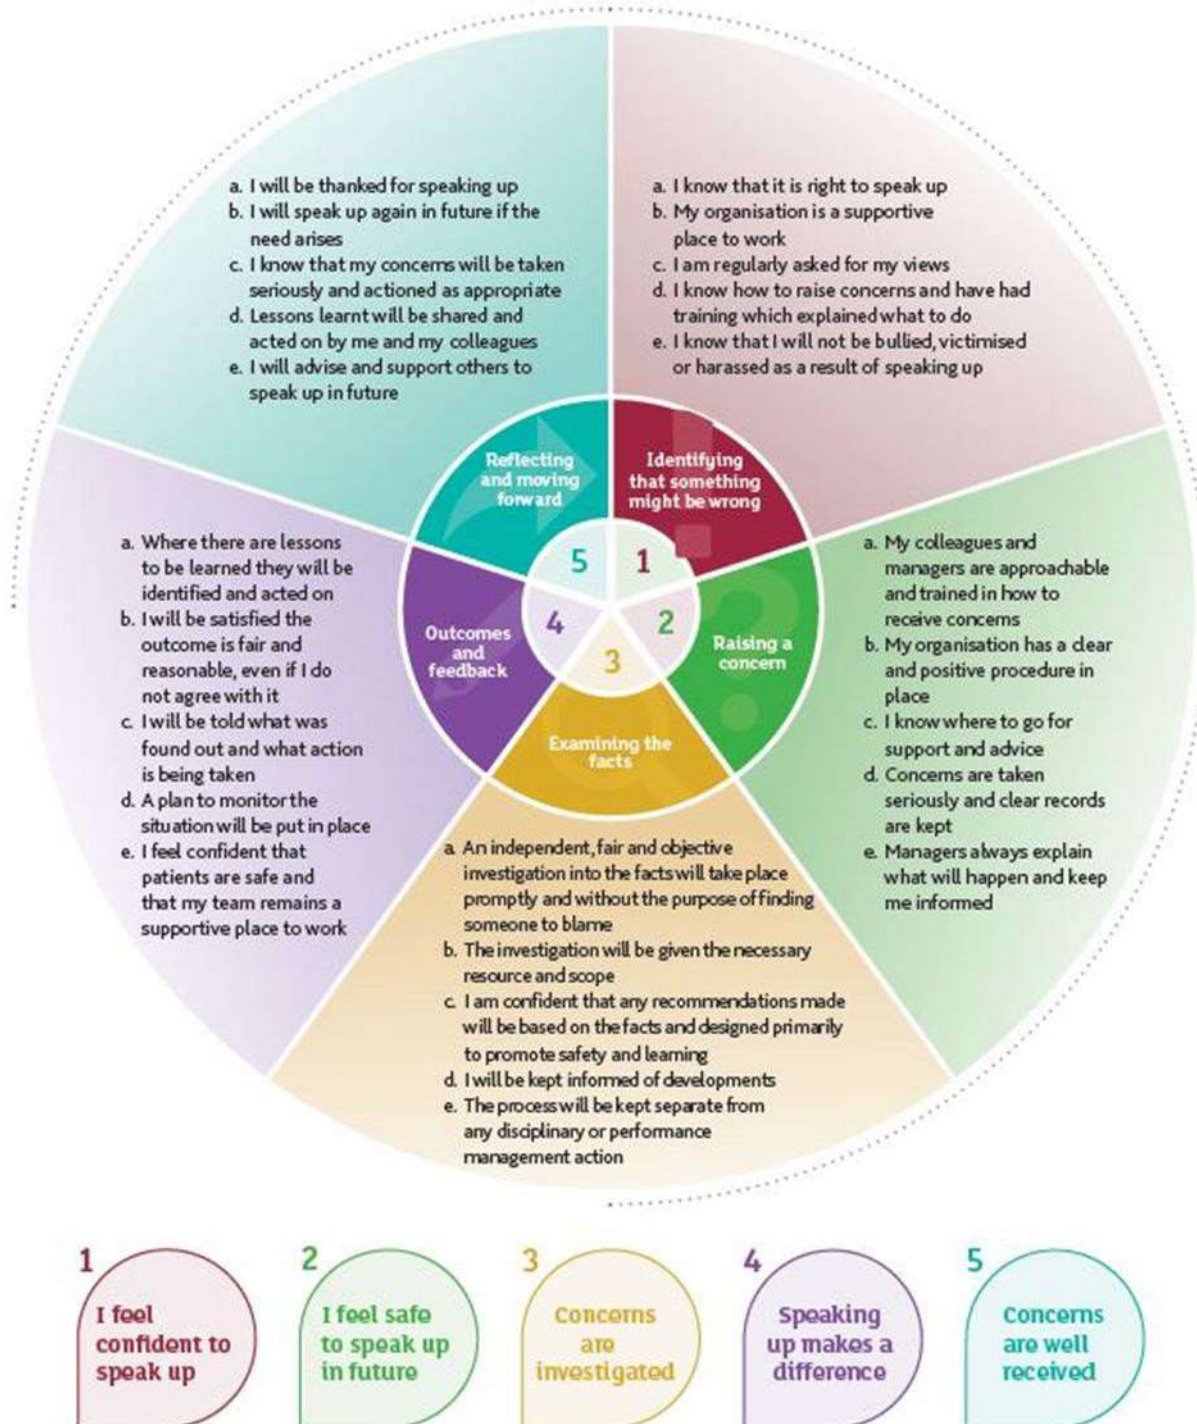 a. I know that it is right to speak up
b. My organisation is a supportive
place to work
c. I am regularly asked for my views
d. I know how to raise concerns and have had
training which explained what to do
e. I know that I will not be bullied, victimised
or harassed as a result of speaking up
Identifying
that something
might be wrong
1
a. My colleagues and
managers are approachable
and trained in how to
receive concerns
b. My organisation has a clear
and positive procedure in
place
c. I know where to go for
support and advice
d. Concerns are taken
seriously and clear records
are kept
e. Managers always explain
what will happen and keep
me informed
Raising a
concern
2
Examining the
facts
3
a. An independent, fair and objective
investigation into the facts will take place
promptly and without the purpose of finding
someone to blame
b. The investigation will be given the necessary
resource and scope
c. I am confident that any recommendations made
will be based on the facts and designed primarily
to promote safety and learning
d. I will be kept informed of developments
e. The process will be kept separate from
any disciplinary or performance
management action
Outcomes
and
feedback
4
a. Where there are lessons
to be learned they will be
identified and acted on
b. I will be satisfied the
outcome is fair and
reasonable, even if I do
not agree with it
c. I will be told what was
found out and what action
is being taken
d. A plan to monitor the
situation will be put in place
e. I feel confident that
patients are safe and
that my team remains a
supportive place to work
Reflecting
and moving
forward
5
a. I will be thanked for speaking up
b. I will speak up again in future if the
need arises
c. I know that my concerns will be taken
seriously and actioned as appropriate
d. Lessons learnt will be shared and
acted on by me and my colleagues
e. I will advise and support others to
speak up in future
1
I feel
confident to
speak up
2
I feel safe
to speak up
in future
3
Concerns
are
investigated
4
Speaking
up makes a
difference
5
Concerns
are well
received